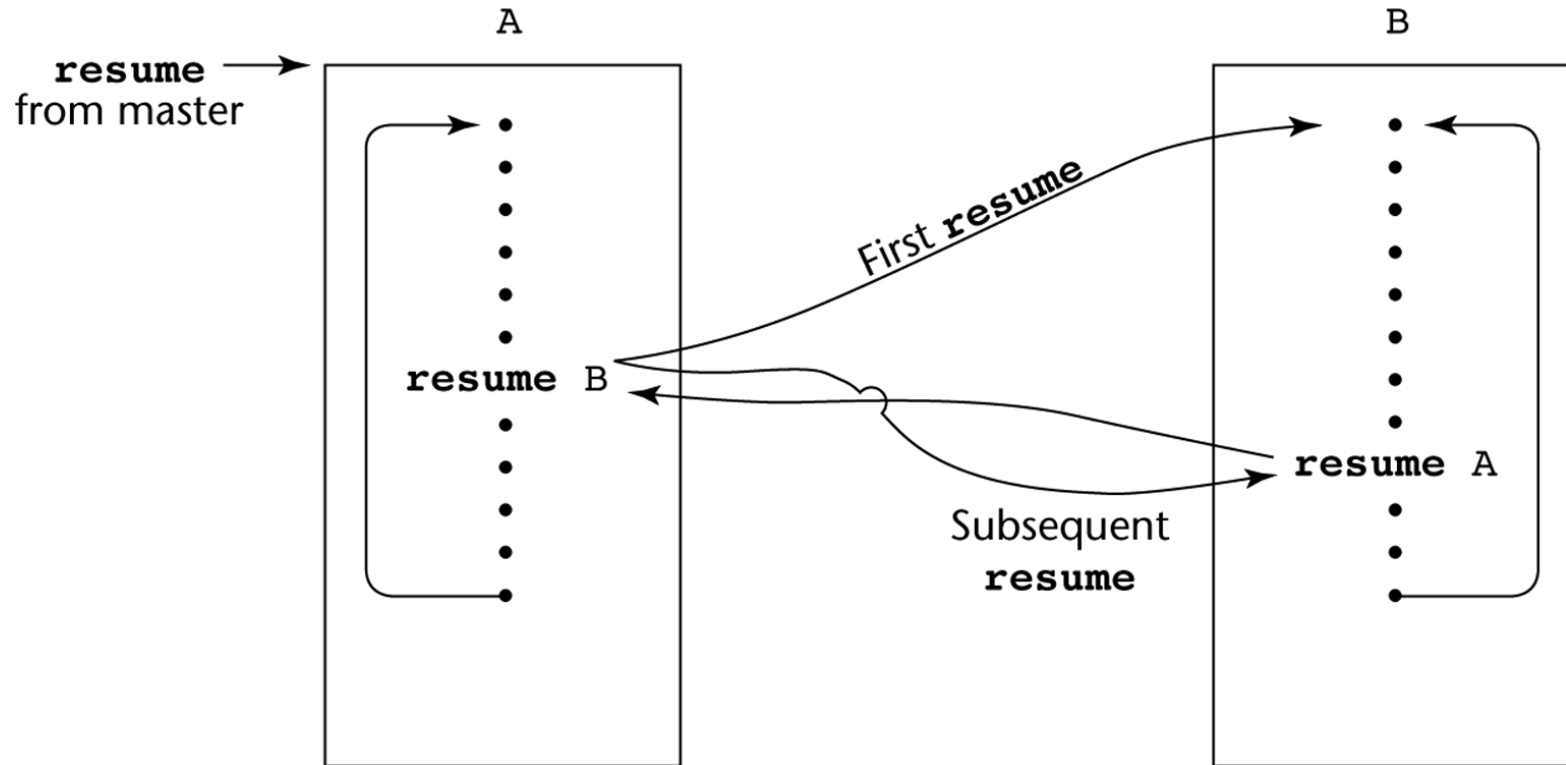 A
B
resume
from master
First resume
resume B
resume A
Subsequent
resume